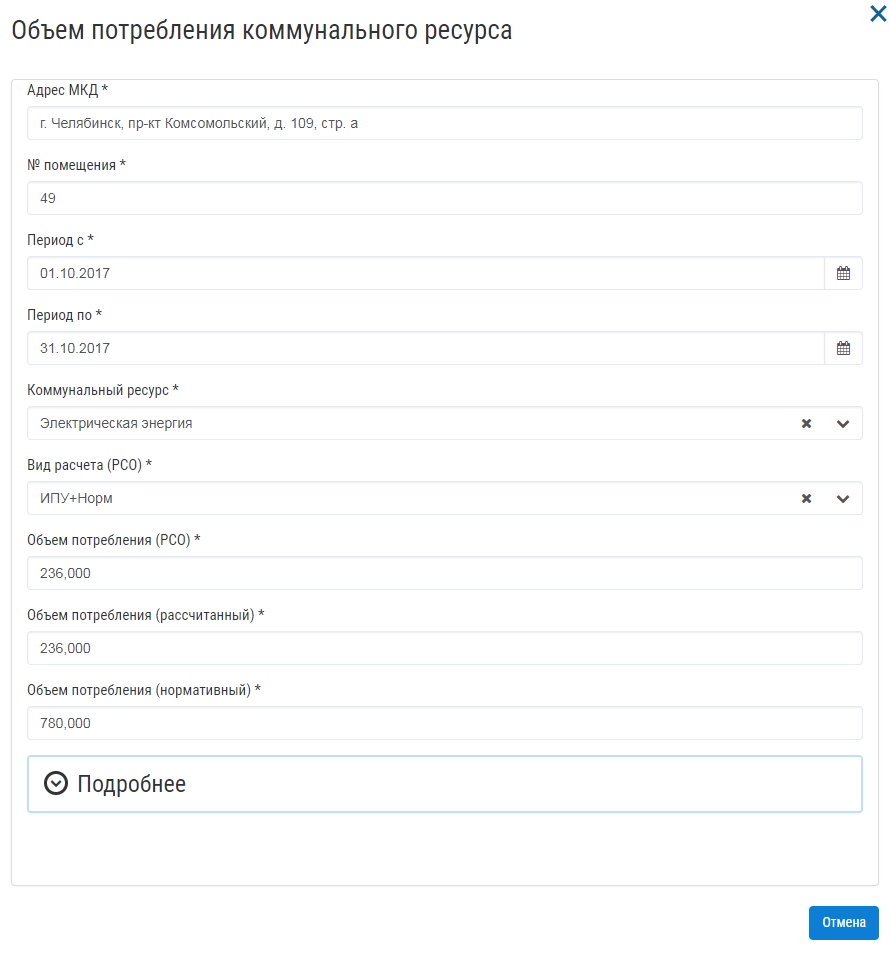 Объем потребления коммунального ресурса
Адрес МКД *
г. Челябинск, пр-кт Комсомольский, д. 109, стр. а
№ помещения *
49
Период с *
01.10.2017
Период по *
31.10.2017
Коммунальный ресурс *
Электрическая энергия
Вид расчета (РСО) *
ИПУ+Норм
Объем потребления (РСО) *
236,000
Объем потребления (рассчитанный) *
236,000
Объем потребления (нормативный) *
780,000
Подробнее
Отмена